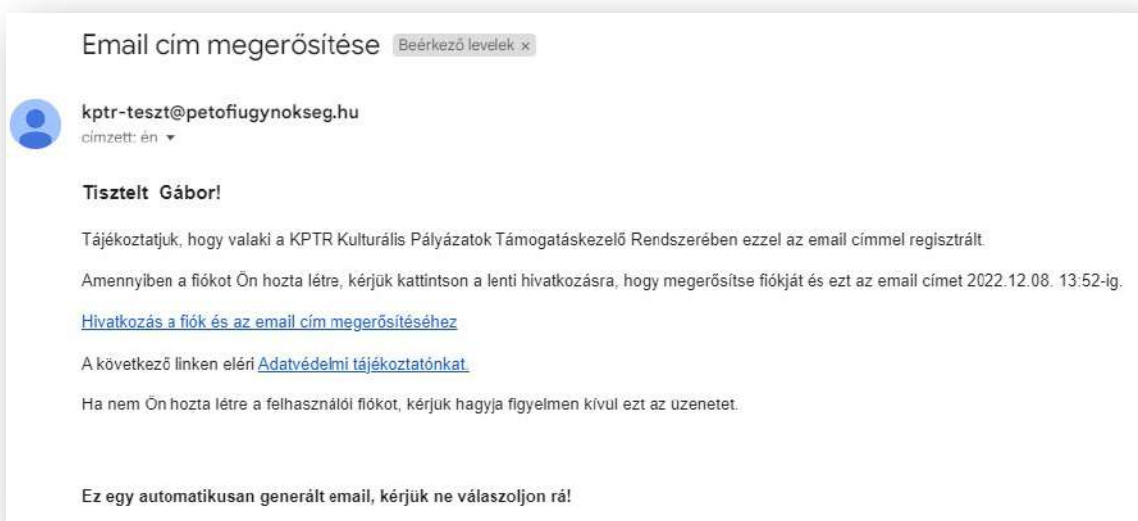 Email cím megerősítése Beérkező levelek ×
kptr-teszt@petofiugynokseg.hu
címzett: én
Tisztelt Gábor!
Tájékoztatjuk, hogy valaki a KPTR Kulturális Pályázatok Támogatáskezelő Rendszerében ezzel az email címmel regisztrált.
Amennyiben a fiókot Ön hozta létre, kérjük kattintson a lenti hivatkozásra, hogy megerősítse fiókját és ezt az email címet 2022.12.08. 13:52-ig.
Hivatkozás a fiók és az email cím megerősítéséhez
A következő linken eléri Adatvédelmi tájékoztatónkat.
Ha nem Ön hozta létre a felhasználói fiókot, kérjük hagyja figyelmen kívül ezt az üzenetet.
Ez egy automatikusan generált email, kérjük ne válaszoljon rá!